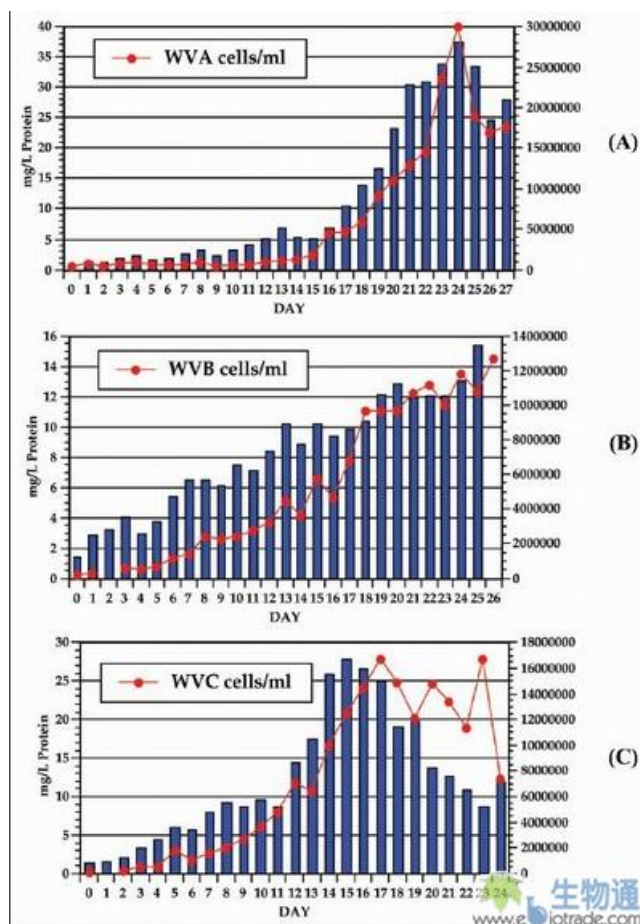 WVA cells/ml
40
35
30
25
20
15
10
5
0
mg/L Protein
30000000
25000000
20000000
15000000
10000000
5000000
0
(A)
0 1 2 3 4 5 6 7 8 9 10 11 12 13 14 15 16 17 18 19 20 21 22 23 24 25 26 27
DAY
WVB cells/ml
16
14
12
10
8
6
4
2
0
mg/L Protein
14000000
12000000
10000000
8000000
6000000
4000000
2000000
0
(B)
0 1 2 3 4 5 6 7 8 9 10 11 12 13 14 15 16 17 18 19 20 21 22 23 24 25 26
DAY
WVC cells/ml
30
25
20
15
10
5
0
mg/L Protein
18000000
16000000
14000000
12000000
10000000
8000000
6000000
4000000
2000000
0
(C)
0 1 2 3 4 5 6 7 8 9 10 11 12 13 14 15 16 17 18 19 20 21 22 23 24
DAY
生物通
www.ebiotrade.com